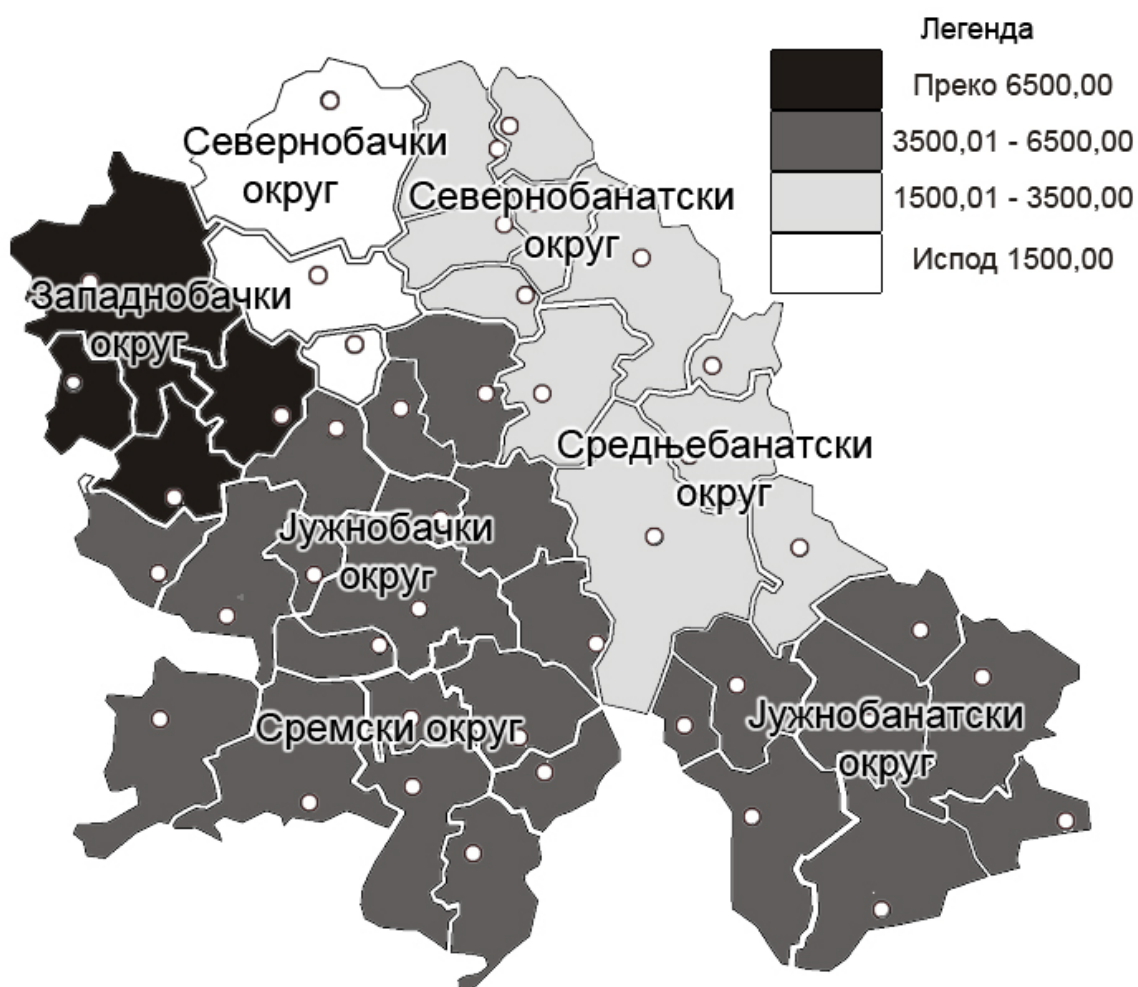 Легенда
Преко 6500,00
3500,01 - 6500,00
1500,01 - 3500,00
Испод 1500,00
Севернобачки
округ
Севернобанатски
округ
Западнобачки
округ
Средњебанатски
округ
Јужнобачки
округ
Сремски округ
Јужнобанатски
округ